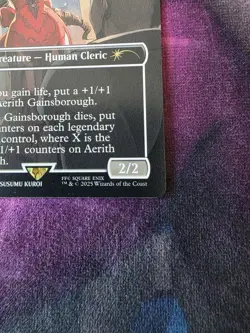 reature — Human Cleric
ou gain life, put a +1/+1
Aerith Gainsborough.
Gainsborough dies, put
unters on each legendary
control, where X is the
1/+1 counters on Aerith
h.
2/2
SUSUMU KUROI
FF© SQUARE ENIX
™ & © 2025 Wizards of the Coast